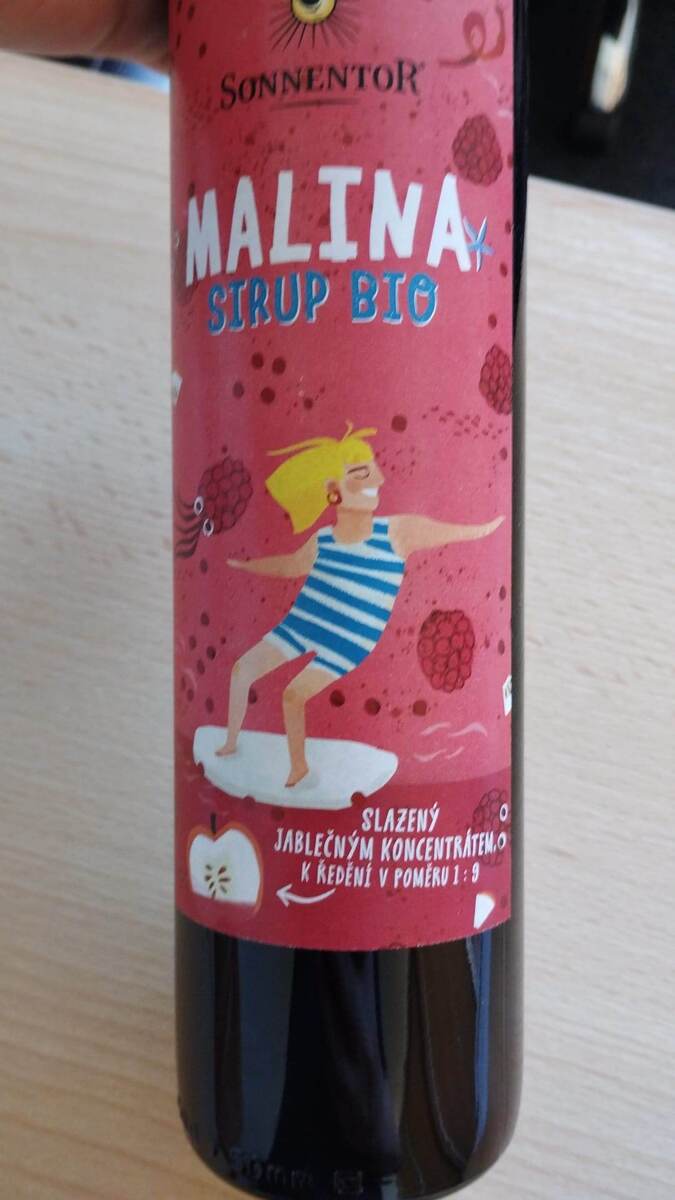 SONNENTOR®
MALINA
SIRUP BIO
SLAZENÝ
JABLEČNÝM KONCENTRÁTEM,
K ŘEDĚNÍ V POMĚRU 1 : 9